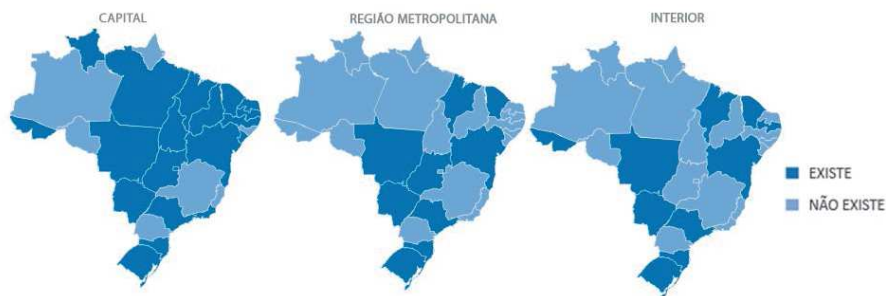 CAPITAL
REGIÃO METROPOLITANA
INTERIOR
EXISTE
NÃO EXISTE